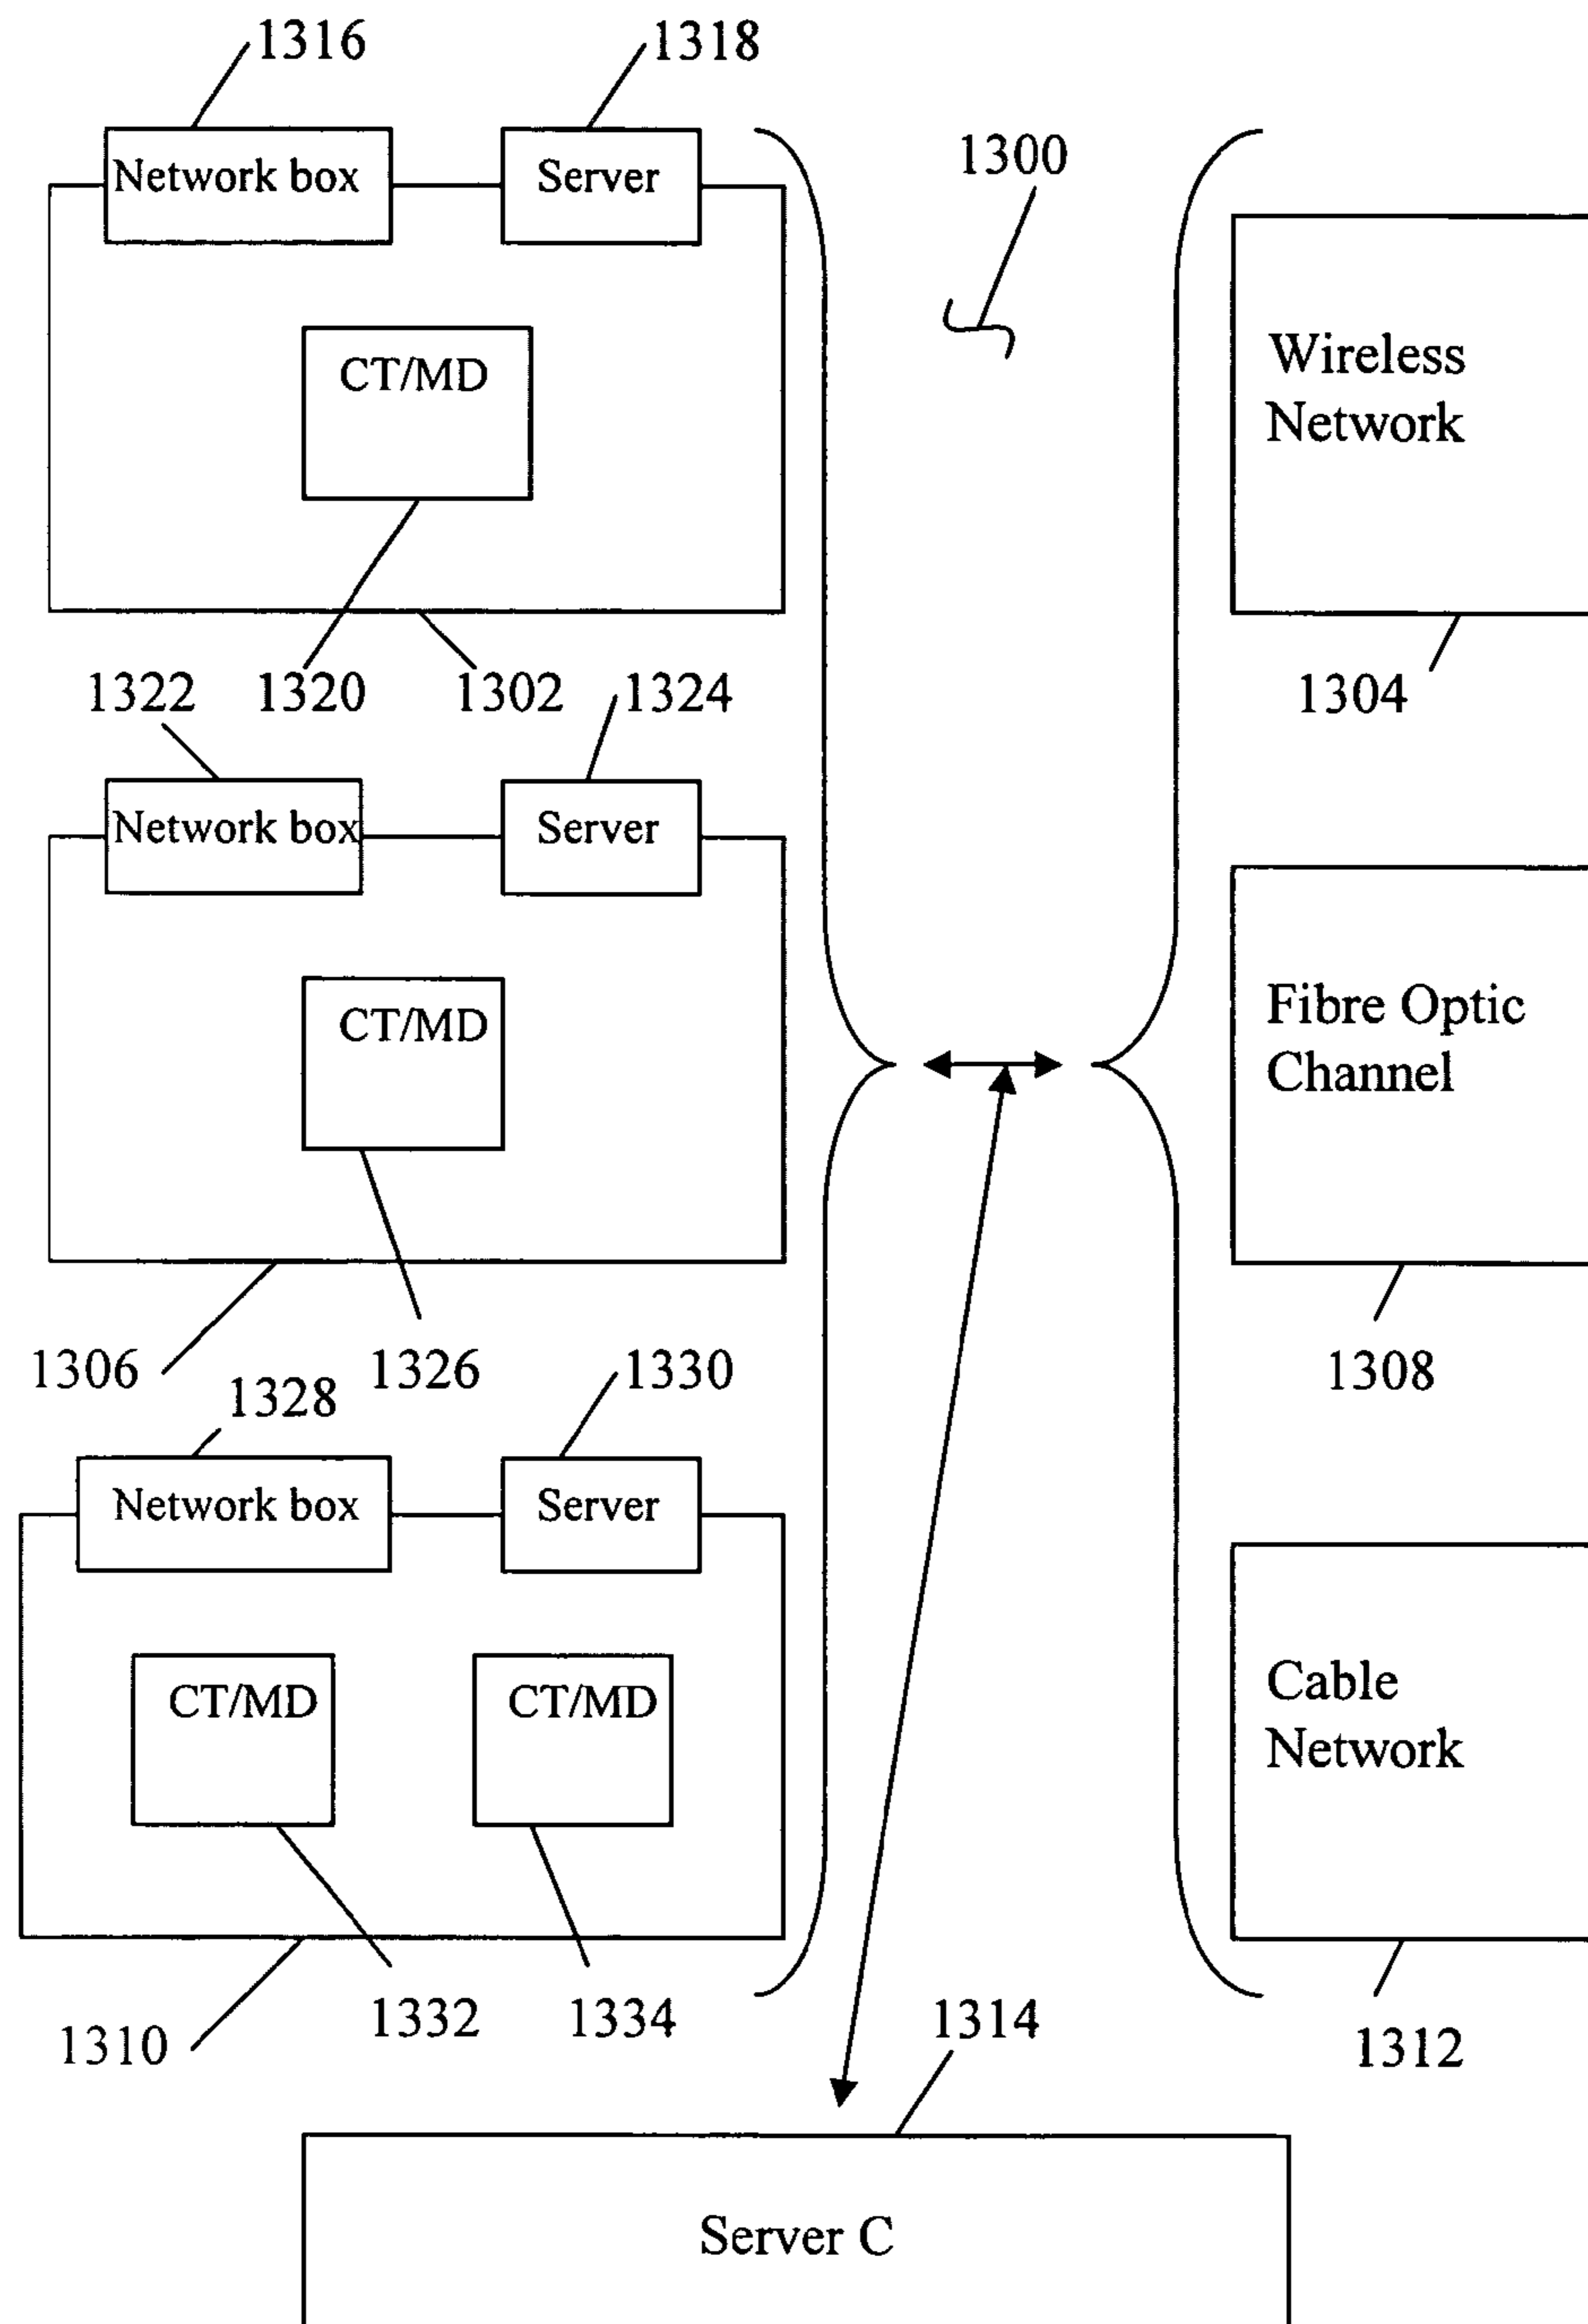 1316
1318
Network box
Server
1300
CT/MD
Wireless
Network
1322
1320
1302
1324
1304
Network box
Server
CT/MD
Fibre Optic
Channel
1306
1326
1328
1330
1308
Network box
Server
CT/MD
CT/MD
Cable
Network
1310
1332
1334
1314
1312
Server C